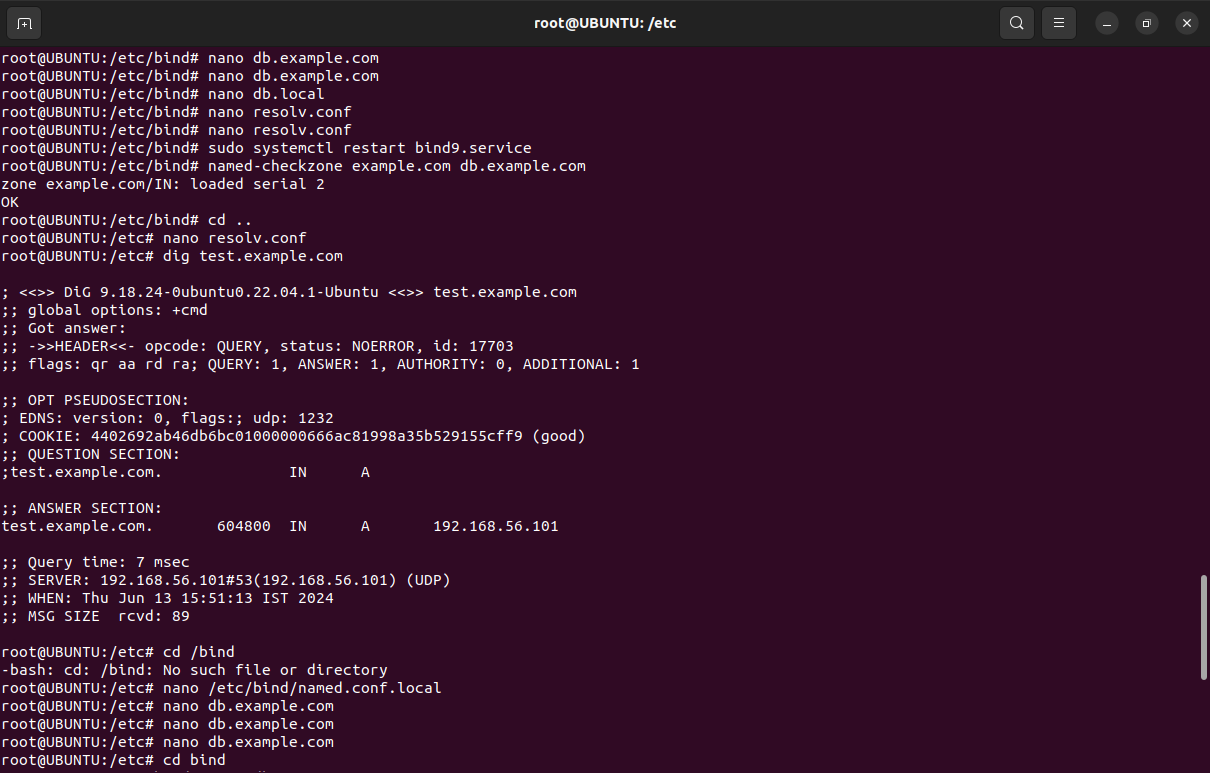 root@UBUNTU: /etc
root@UBUNTU:/etc/bind# nano db.example.com
root@UBUNTU:/etc/bind# nano db.example.com
root@UBUNTU:/etc/bind# nano db.local
root@UBUNTU:/etc/bind# nano resolv.conf
root@UBUNTU:/etc/bind# nano resolv.conf
root@UBUNTU:/etc/bind# sudo systemctl restart bind9.service
root@UBUNTU:/etc/bind# named-checkzone example.com db.example.com
zone example.com/IN: loaded serial 2
OK
root@UBUNTU:/etc/bind# cd ..
root@UBUNTU:/etc# nano resolv.conf
root@UBUNTU:/etc# dig test.example.com

; <<>> DiG 9.18.24-0ubuntu0.22.04.1-Ubuntu <<>> test.example.com
;; global options: +cmd
;; Got answer:
;; ->>HEADER<<- opcode: QUERY, status: NOERROR, id: 17703
;; flags: qr aa rd ra; QUERY: 1, ANSWER: 1, AUTHORITY: 0, ADDITIONAL: 1

;; OPT PSEUDOSECTION:
; EDNS: version: 0, flags:; udp: 1232
; COOKIE: 4402692ab46db6bc01000000666ac81998a35b529155cff9 (good)
;; QUESTION SECTION:
;test.example.com.		IN	A

;; ANSWER SECTION:
test.example.com.	604800	IN	A	192.168.56.101

;; Query time: 7 msec
;; SERVER: 192.168.56.101#53(192.168.56.101) (UDP)
;; WHEN: Thu Jun 13 15:51:13 IST 2024
;; MSG SIZE  rcvd: 89

root@UBUNTU:/etc# cd /bind
-bash: cd: /bind: No such file or directory
root@UBUNTU:/etc# nano /etc/bind/named.conf.local
root@UBUNTU:/etc# nano db.example.com
root@UBUNTU:/etc# nano db.example.com
root@UBUNTU:/etc# nano db.example.com
root@UBUNTU:/etc# cd bind